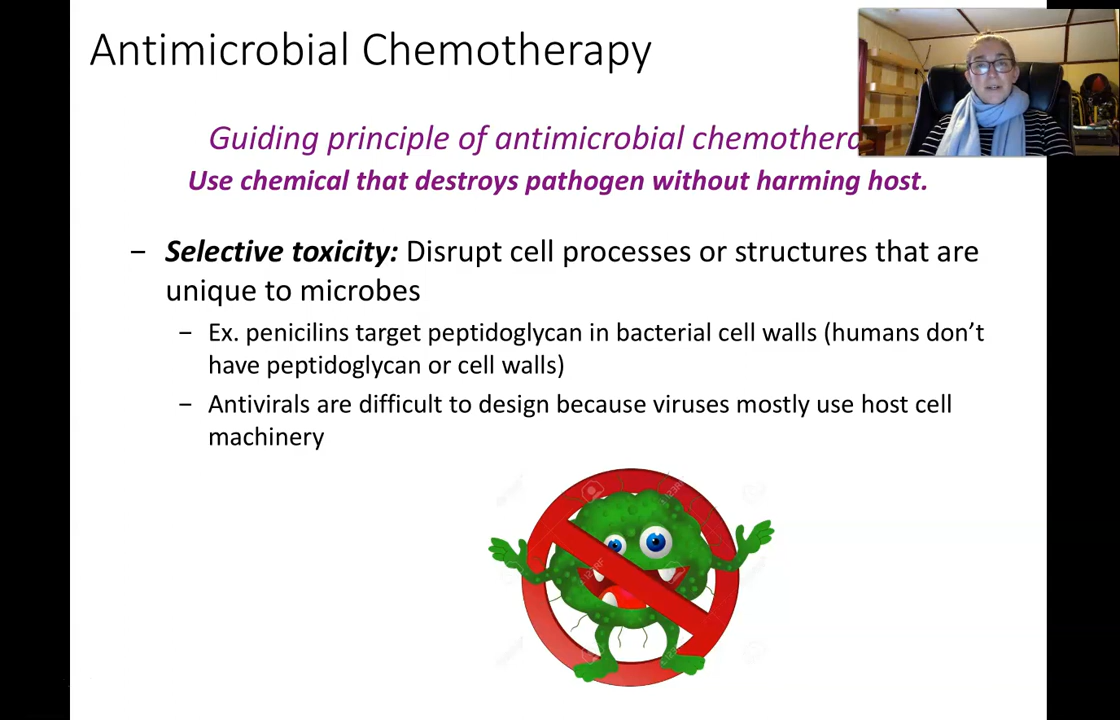 Antimicrobial Chemotherapy
Guiding principle of antimicrobial
Use chemical that destroys pathogen without harming host.
– Selective toxicity: Disrupt cell processes or structures that are
unique to microbes
– Ex. penicilins target peptidoglycan in bacterial cell walls (humans don't
have peptidoglycan or cell walls)
– Antivirals are difficult to design because viruses mostly use host cell
machinery
123RF
123RF